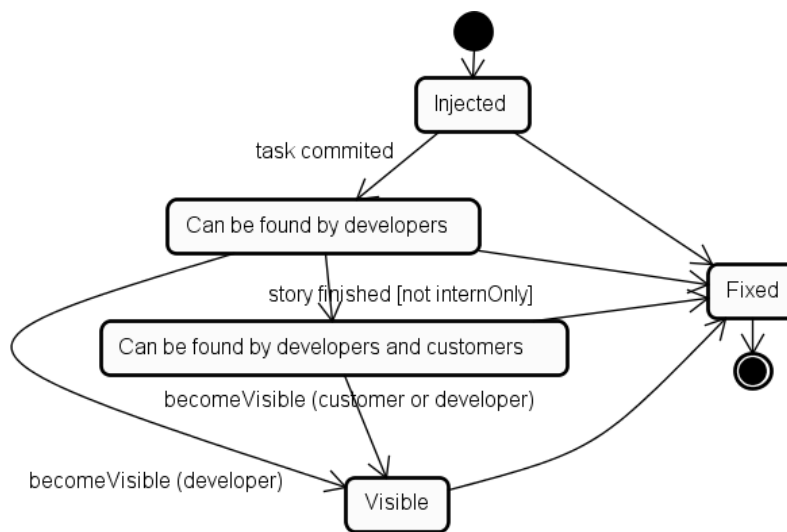 Injected
task commited
Can be found by developers
story finished [not internOnly]
Fixed
Can be found by developers and customers
becomeVisible (customer or developer)
becomeVisible (developer)
Visible